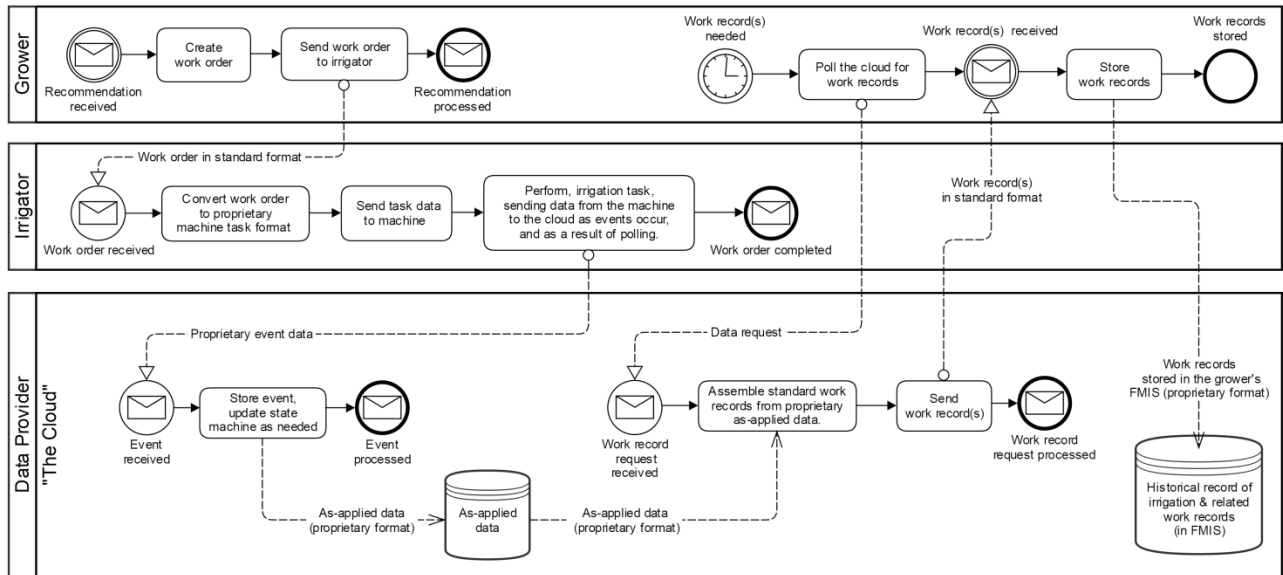 Grower
Recommendation
received
Create
work order
Send work order
to irrigator
Recommendation
processed
Work record(s)
needed
Poll the cloud for
work records
Work record(s) received
Store
work records
Work records
stored
Irrigator
Work order in standard format
Work order received
Convert work order
to proprietary
machine task format
Send task data
to machine
Perform, irrigation task,
sending data from the machine
to the cloud as events occur,
and as a result of polling.
Work order completed
Work record(s)
in standard format
Data Provider
"The Cloud"
Proprietary event data
Event
received
Store event,
update state
machine as needed
Event
processed
As-applied data
(proprietary format)
As-applied
data
As-applied data
(proprietary format)
Data request
Work record
request
received
Assemble standard work
records from proprietary
as-applied data.
Send
work record(s)
Work record
request processed
Work records
stored in the grower's
FMIS (proprietary format)
Historical record of
irrigation & related
work records
(in FMIS)